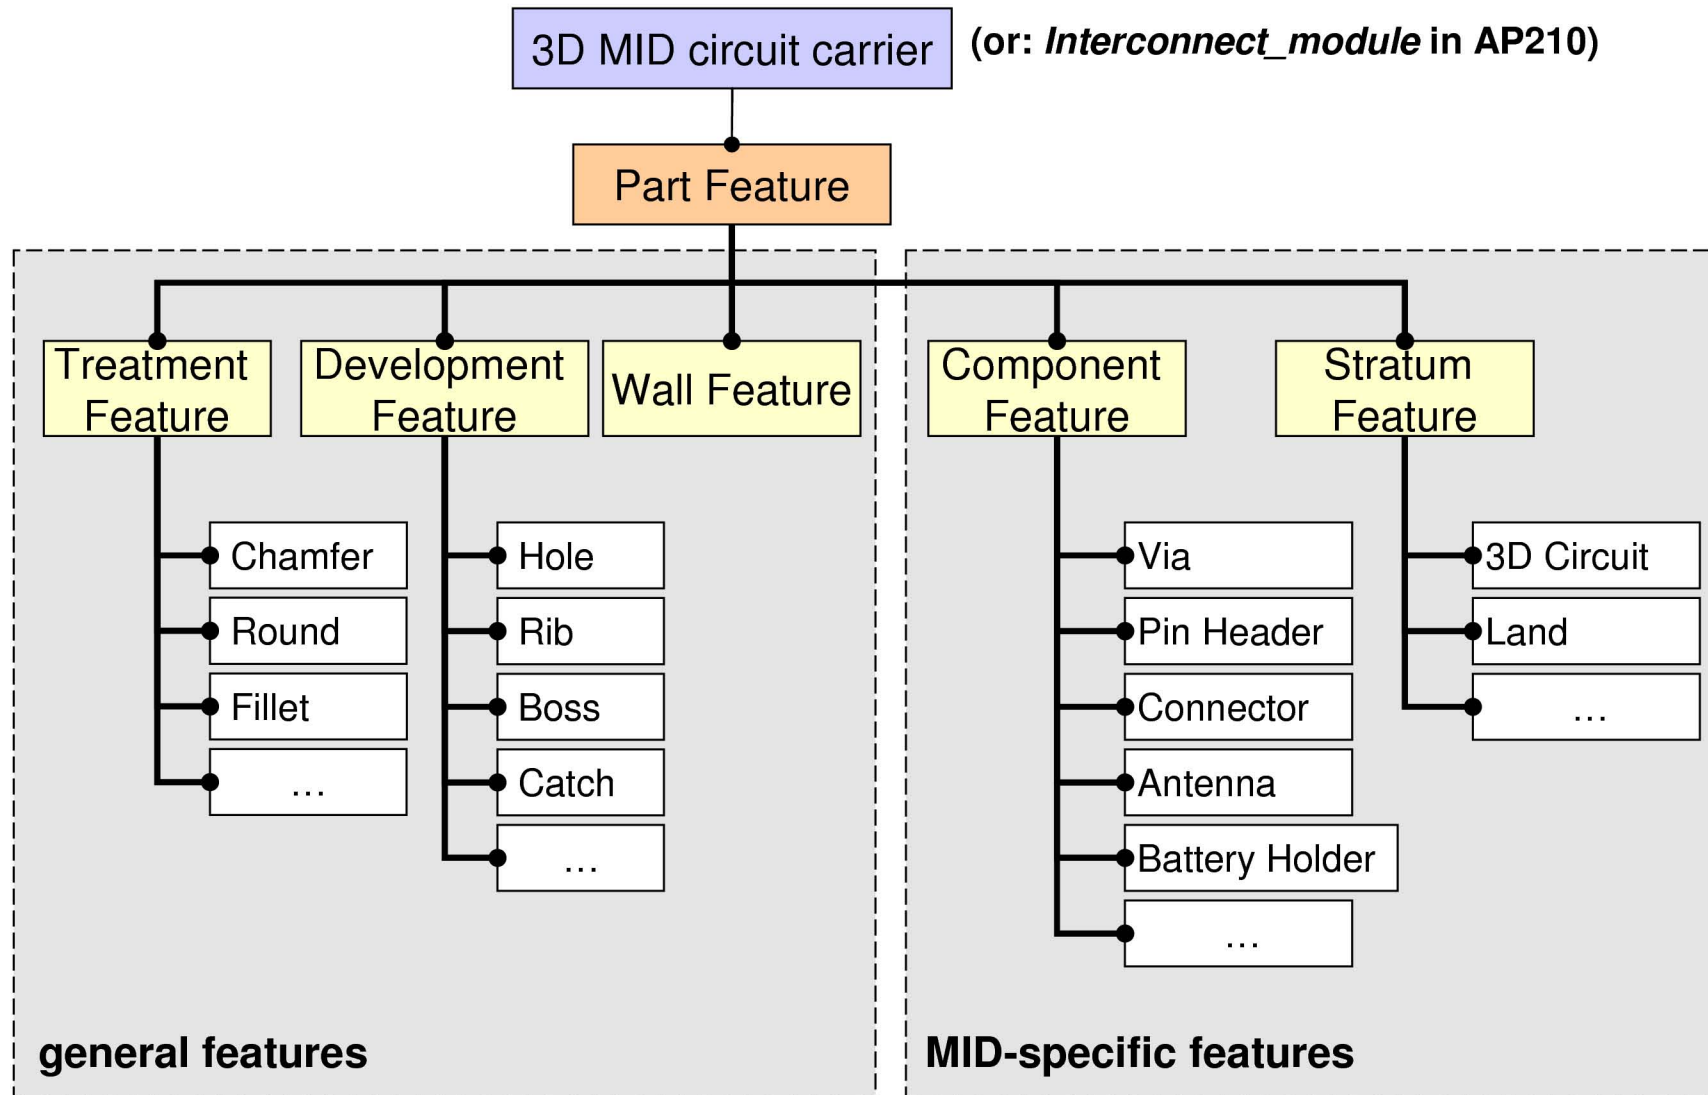 3D MID circuit carrier
(or: Interconnect_module in AP210)
Part Feature
Treatment
Feature
Development
Feature
Wall Feature
Component
Feature
Stratum
Feature
Chamfer
Round
Fillet
...
Hole
Rib
Boss
Catch
...
Via
Pin Header
Connector
Antenna
Battery Holder
...
3D Circuit
Land
...
general features
MID-specific features